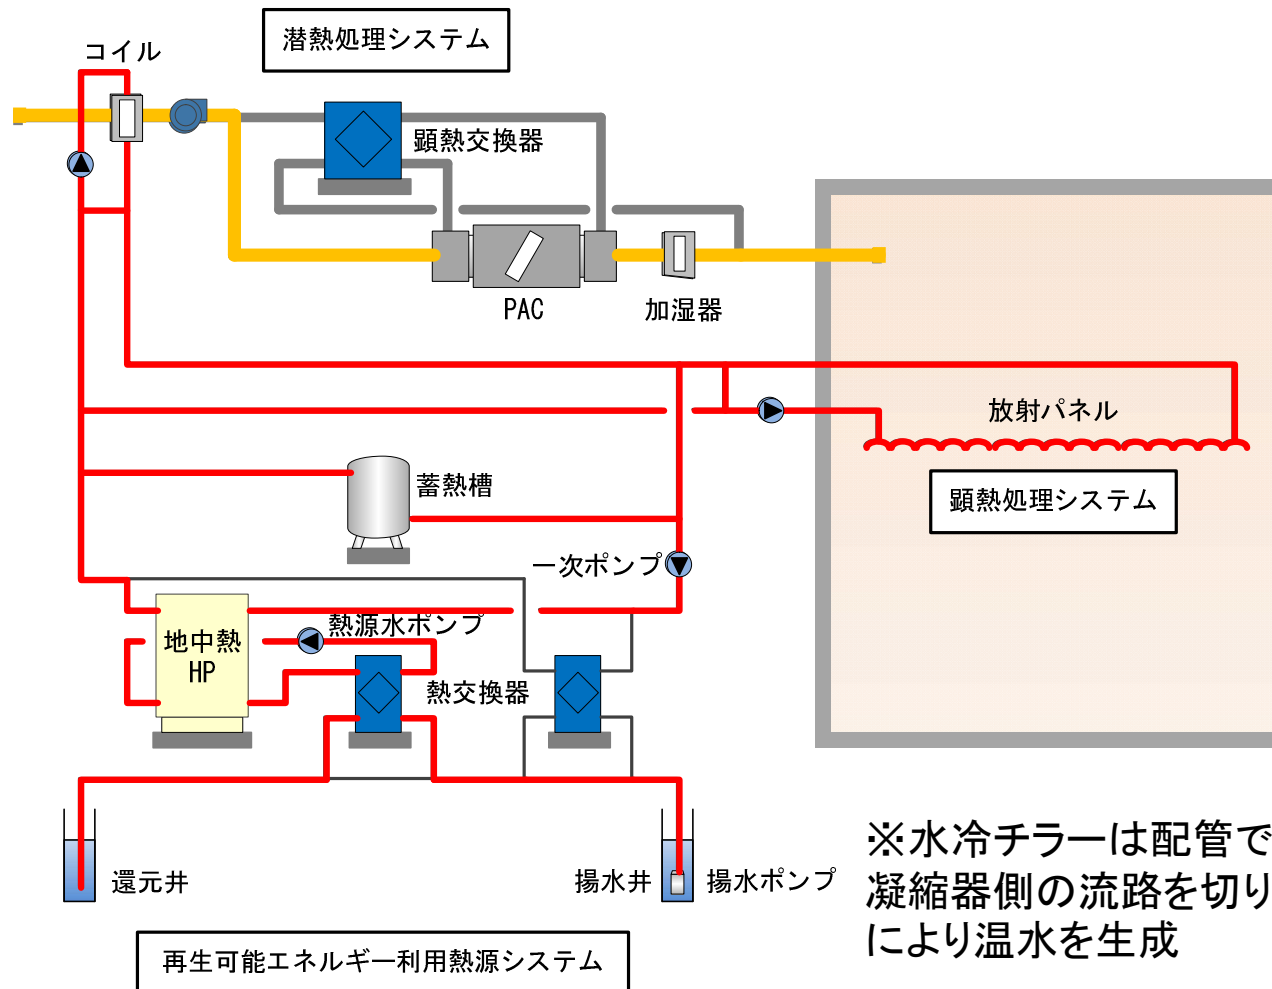 潜熱処理システム
コイル
顕熱交換器
PAC
加湿器
放射パネル
顕熱処理システム
蓄熱槽
一次ポンプ
熱源水ポンプ
地中熱
HP
熱交換器
還元井
揚水井
揚水ポンプ
※水冷チラーは配管で
凝縮器側の流路を切り
により温水を生成
再生可能エネルギー利用熱源システム